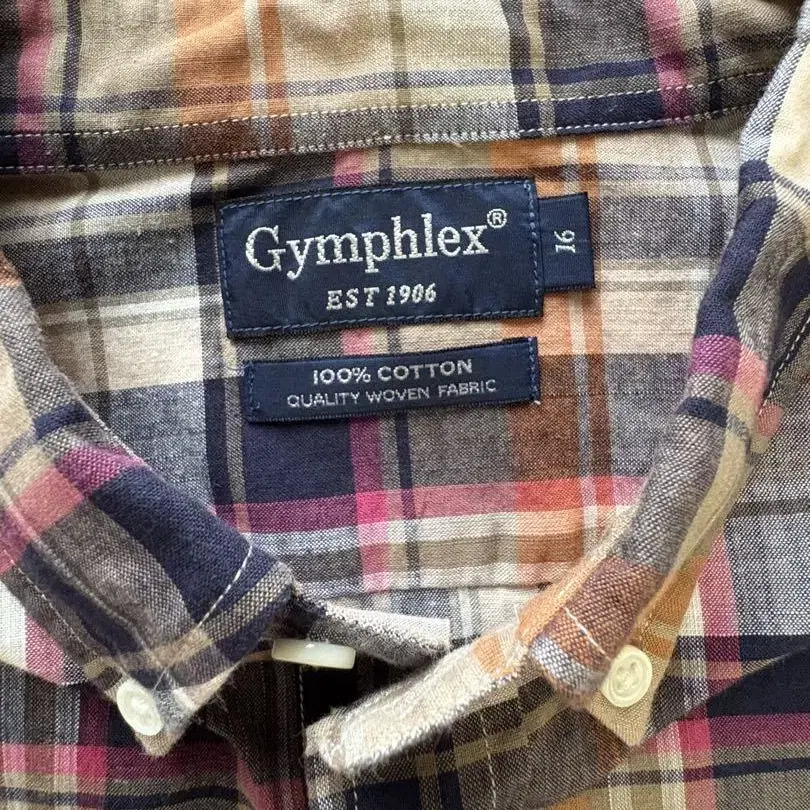 Gymphlex®
EST 1906
16
100% COTTON
QUALITY WOVEN FABRIC